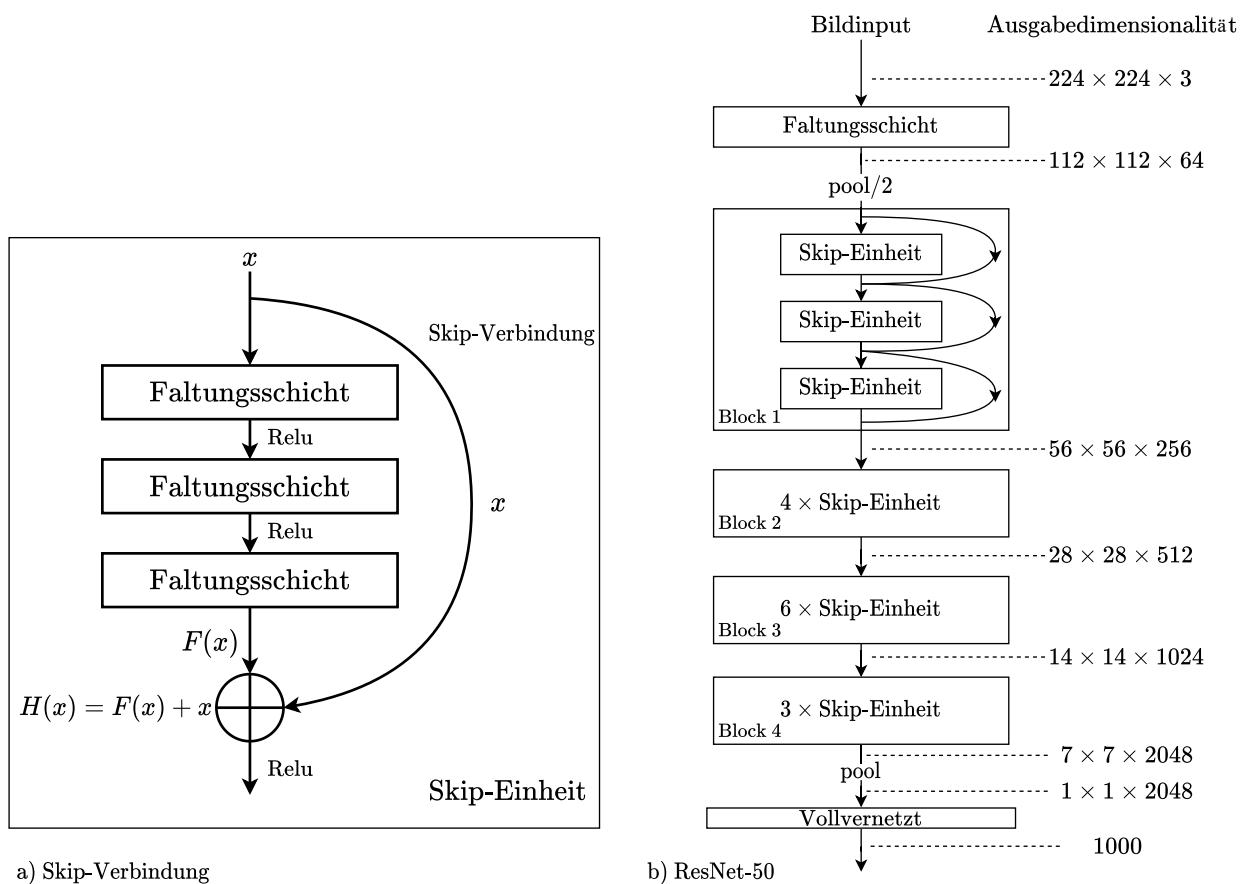 x
Skip-Verbindung
Faltungsschicht
Relu
Faltungsschicht
x
Relu
Faltungsschicht
F(x)
H(x) = F(x) + x
Relu
Skip-Einheit
a) Skip-Verbindung
Bildinput
Ausgabedimensionalität
224 × 224 × 3
Faltungsschicht
112 × 112 × 64
pool/2
Skip-Einheit
Skip-Einheit
Skip-Einheit
Block 1
56 × 56 × 256
4 × Skip-Einheit
Block 2
28 × 28 × 512
6 × Skip-Einheit
Block 3
14 × 14 × 1024
3 × Skip-Einheit
Block 4
7 × 7 × 2048
pool
1 × 1 × 2048
Vollvernetzt
1000
b) ResNet-50